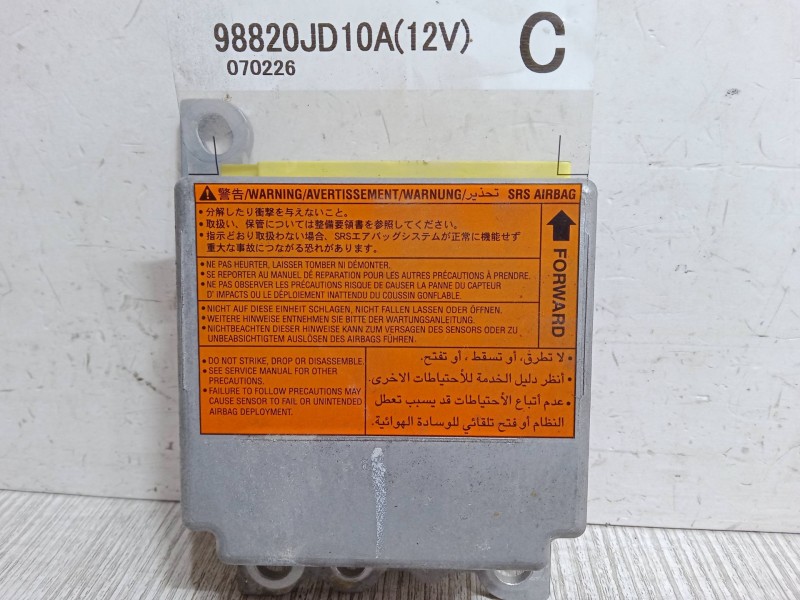 98820JD10A(12V)
C
070226
警告/WARNING/AVERTISSEMENT/WARNUNG/تحذير SRS AIRBAG
• 分解したり衝撃を与えないこと。
• 取扱い、保管については整備要領書を参照してください。
• 指示どおり取扱わない場合、SRSエアバッグシステムが正常に機能せず
重大な事故につながる恐れがあります。
FORWARD
• NE PAS HEURTER, LAISSER TOMBER NI DÉMONTER.
• SE REPORTER AU MANUEL DE RÉPARATION POUR LES AUTRES PRÉCAUTIONS À PRENDRE.
• NE PAS OBSERVER LES PRÉCAUTIONS RISQUE DE CAUSER LA PANNE DU CAPTEUR
D' IMPACTS OU LE DÉPLOIEMENT INATTENDU DU COUSSIN GONFLABLE.
• NICHT AUF DIESE EINHEIT SCHLAGEN, NICHT FALLEN LASSEN ODER ÖFFNEN.
• WEITERE HINWEISE ENTNEHMEN SIE BITTE DER WARTUNGSANLEITUNG.
• NICHTBEACHTEN DIESER HINWEISE KANN ZUM VERSAGEN DES SENSORS ODER ZU
UNBEABSICHTIGTEM AUSLÖSEN DES AIRBAGS FÜHREN.
• DO NOT STRIKE, DROP OR DISASSEMBLE.
• SEE SERVICE MANUAL FOR OTHER
PRECAUTIONS.
• FAILURE TO FOLLOW PRECAUTIONS MAY
CAUSE SENSOR TO FAIL OR UNINTENDED
AIRBAG DEPLOYMENT.
• لا تطرق، أو تسقط، أو تفتح.
• أنظر دليل الخدمة للأحتياطات الاخرى.
• عدم أتباع الأحتياطات قد يسبب تعطل
النظام أو فتح تلقائي للوسادة الهوائية.